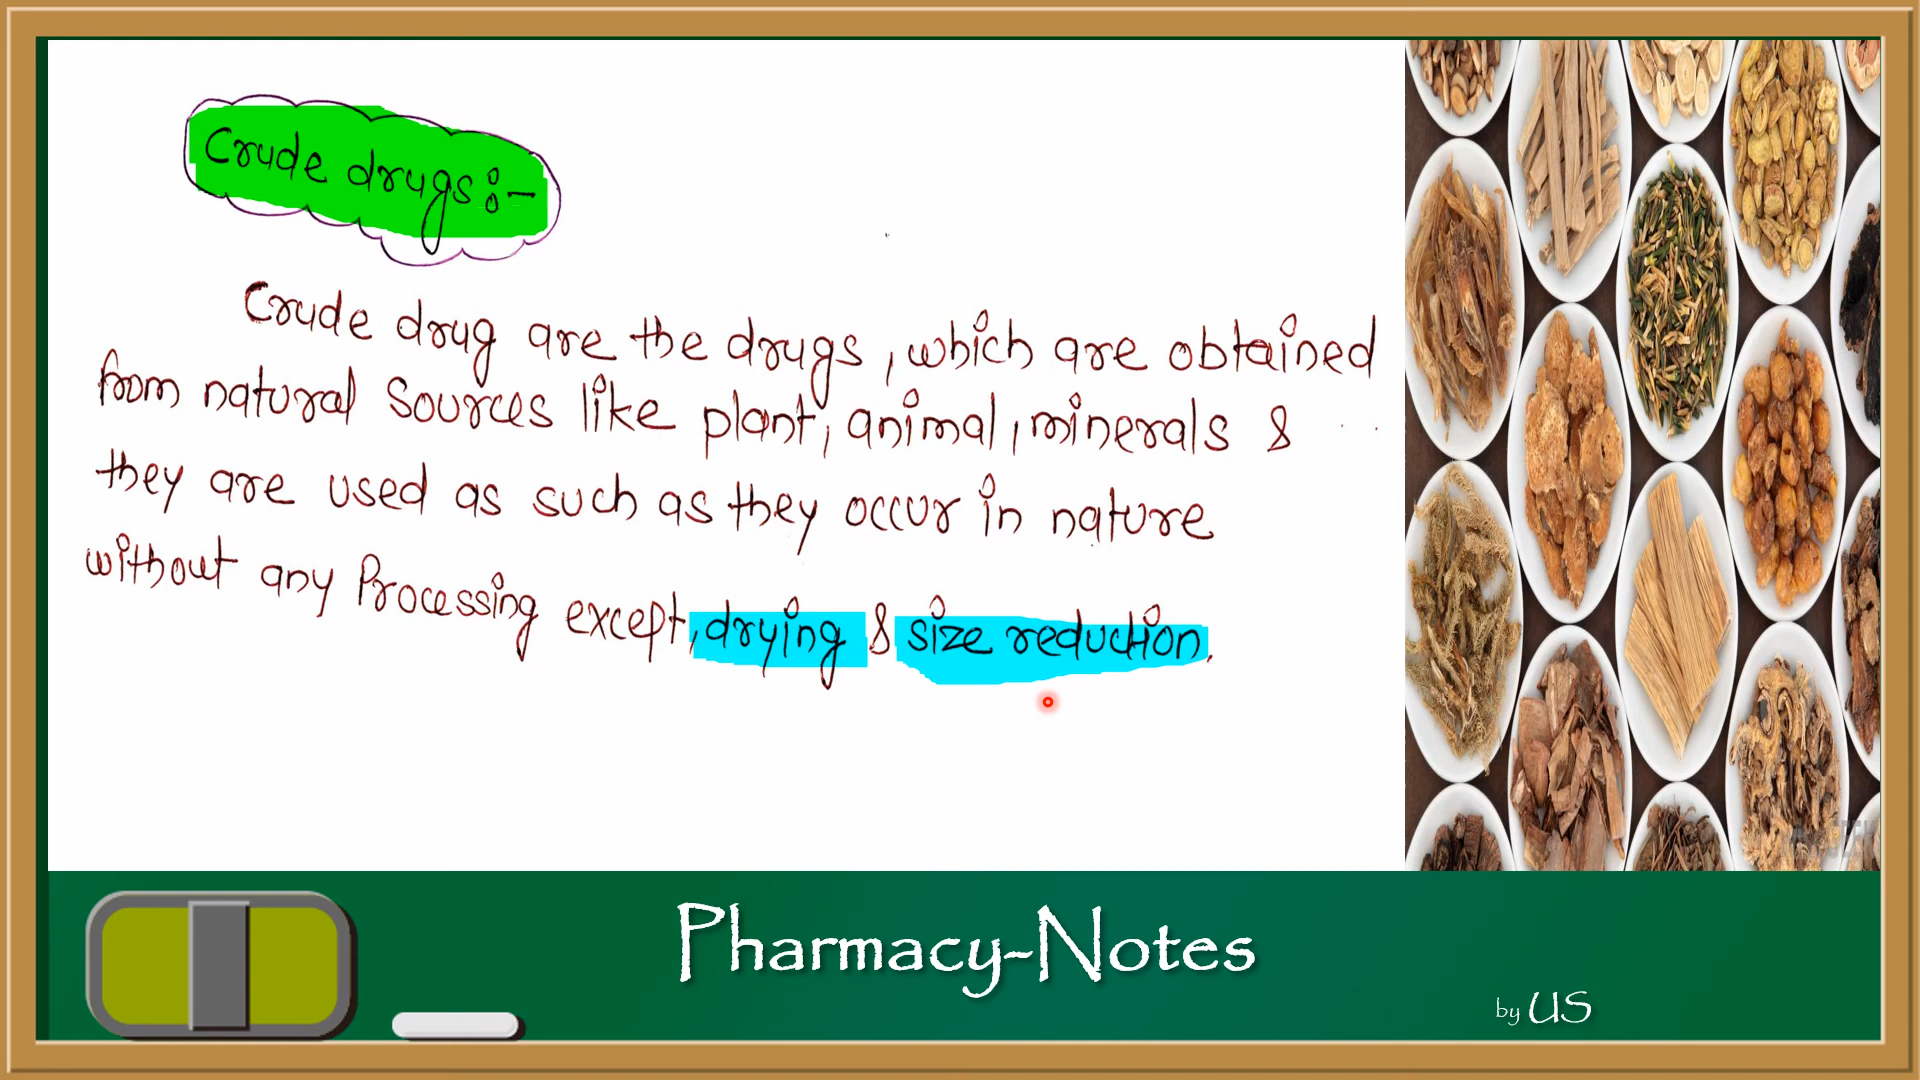 Crude drugs:-
Crude drug are the drugs, which are obtained
from natural sources like plant, animal, minerals &
they are used as such as they occur in nature
without any Processing except, drying & size reduction.
Pharmacy-Notes
by US